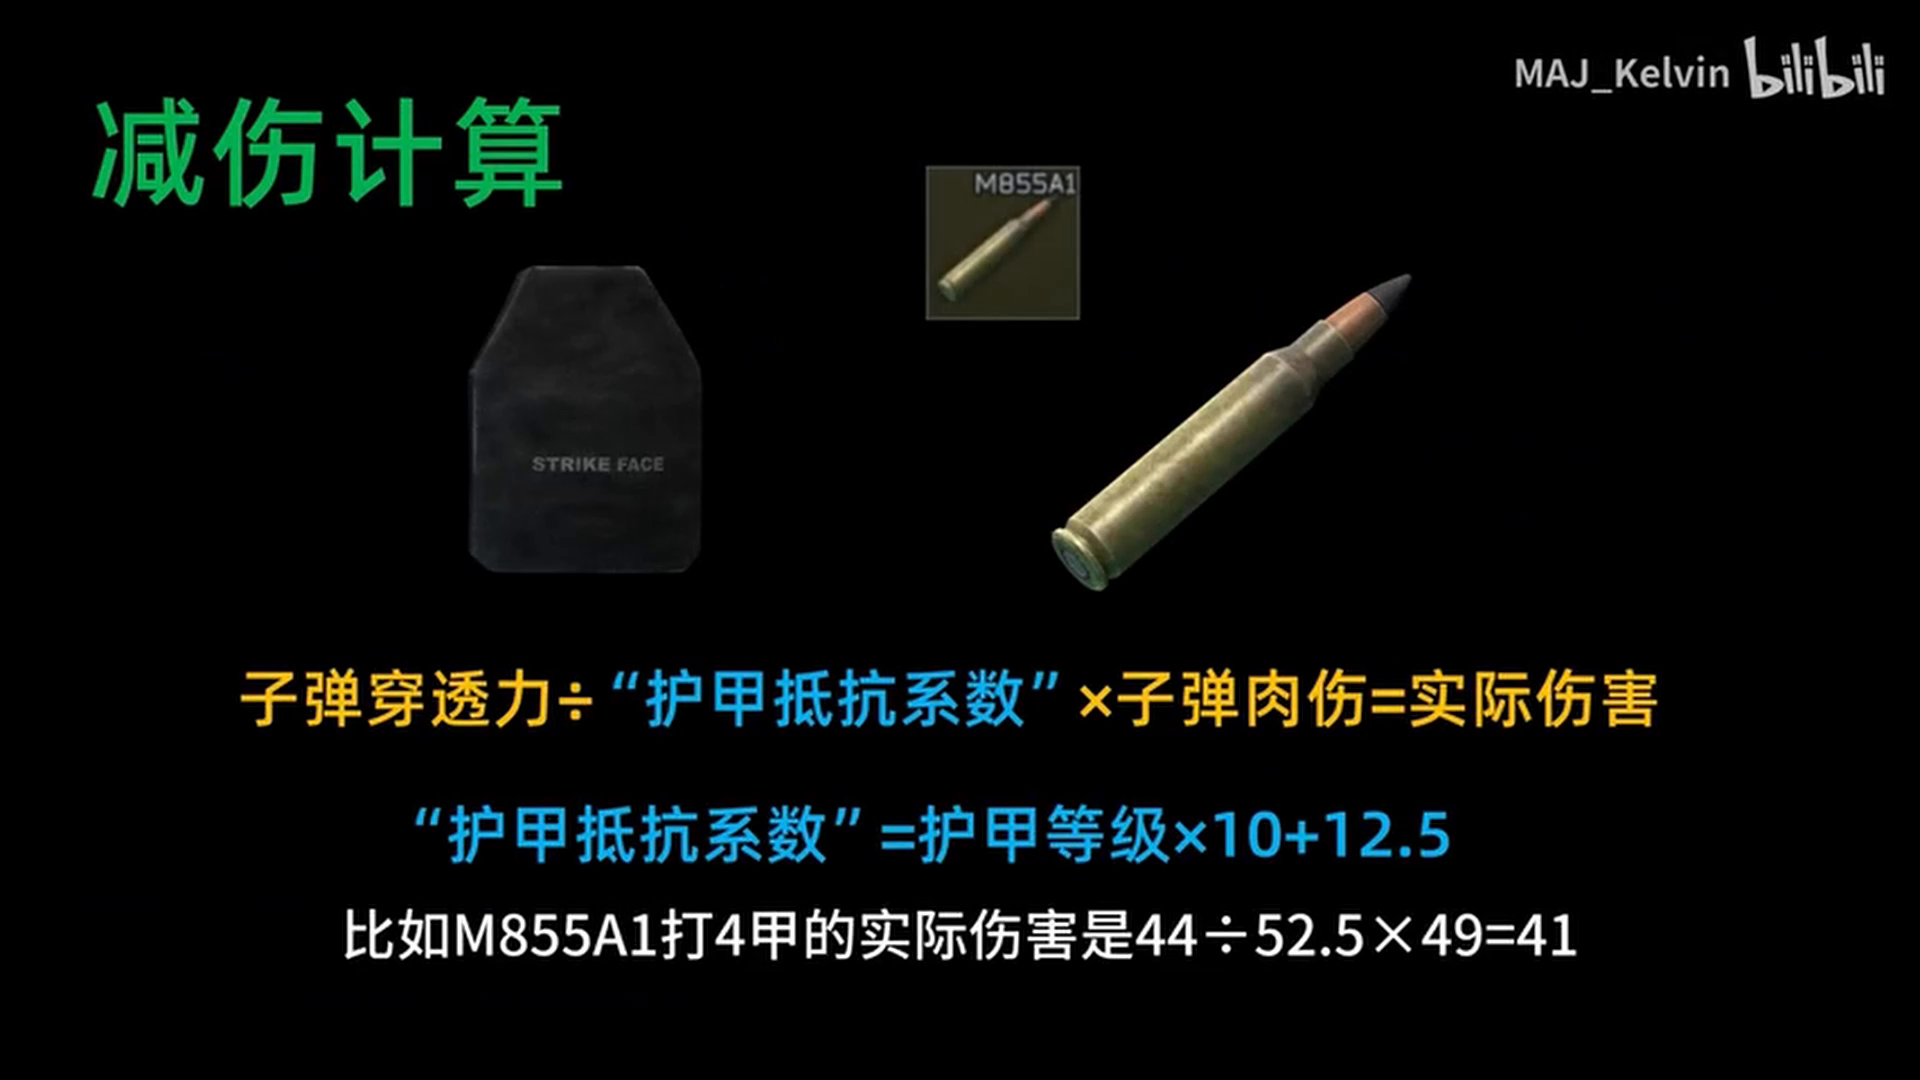 MAJ_Kelvin bilibili
减伤计算
M855A1
STRIKE FACE
子弹穿透力÷“护甲抵抗系数”×子弹肉伤=实际伤害
“护甲抵抗系数”=护甲等级×10+12.5
比如M855A1打4甲的实际伤害是44÷52.5×49=41